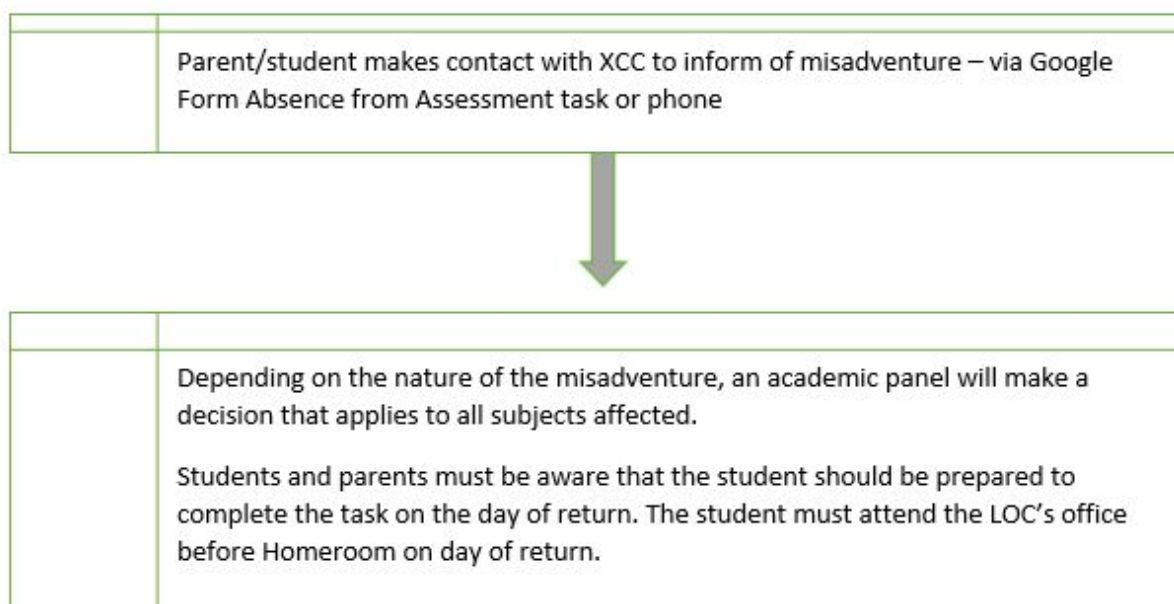 Parent/student makes contact with XCC to inform of misadventure – via Google
Form Absence from Assessment task or phone
Depending on the nature of the misadventure, an academic panel will make a
decision that applies to all subjects affected.
Students and parents must be aware that the student should be prepared to
complete the task on the day of return. The student must attend the LOC’s office
before Homeroom on day of return.